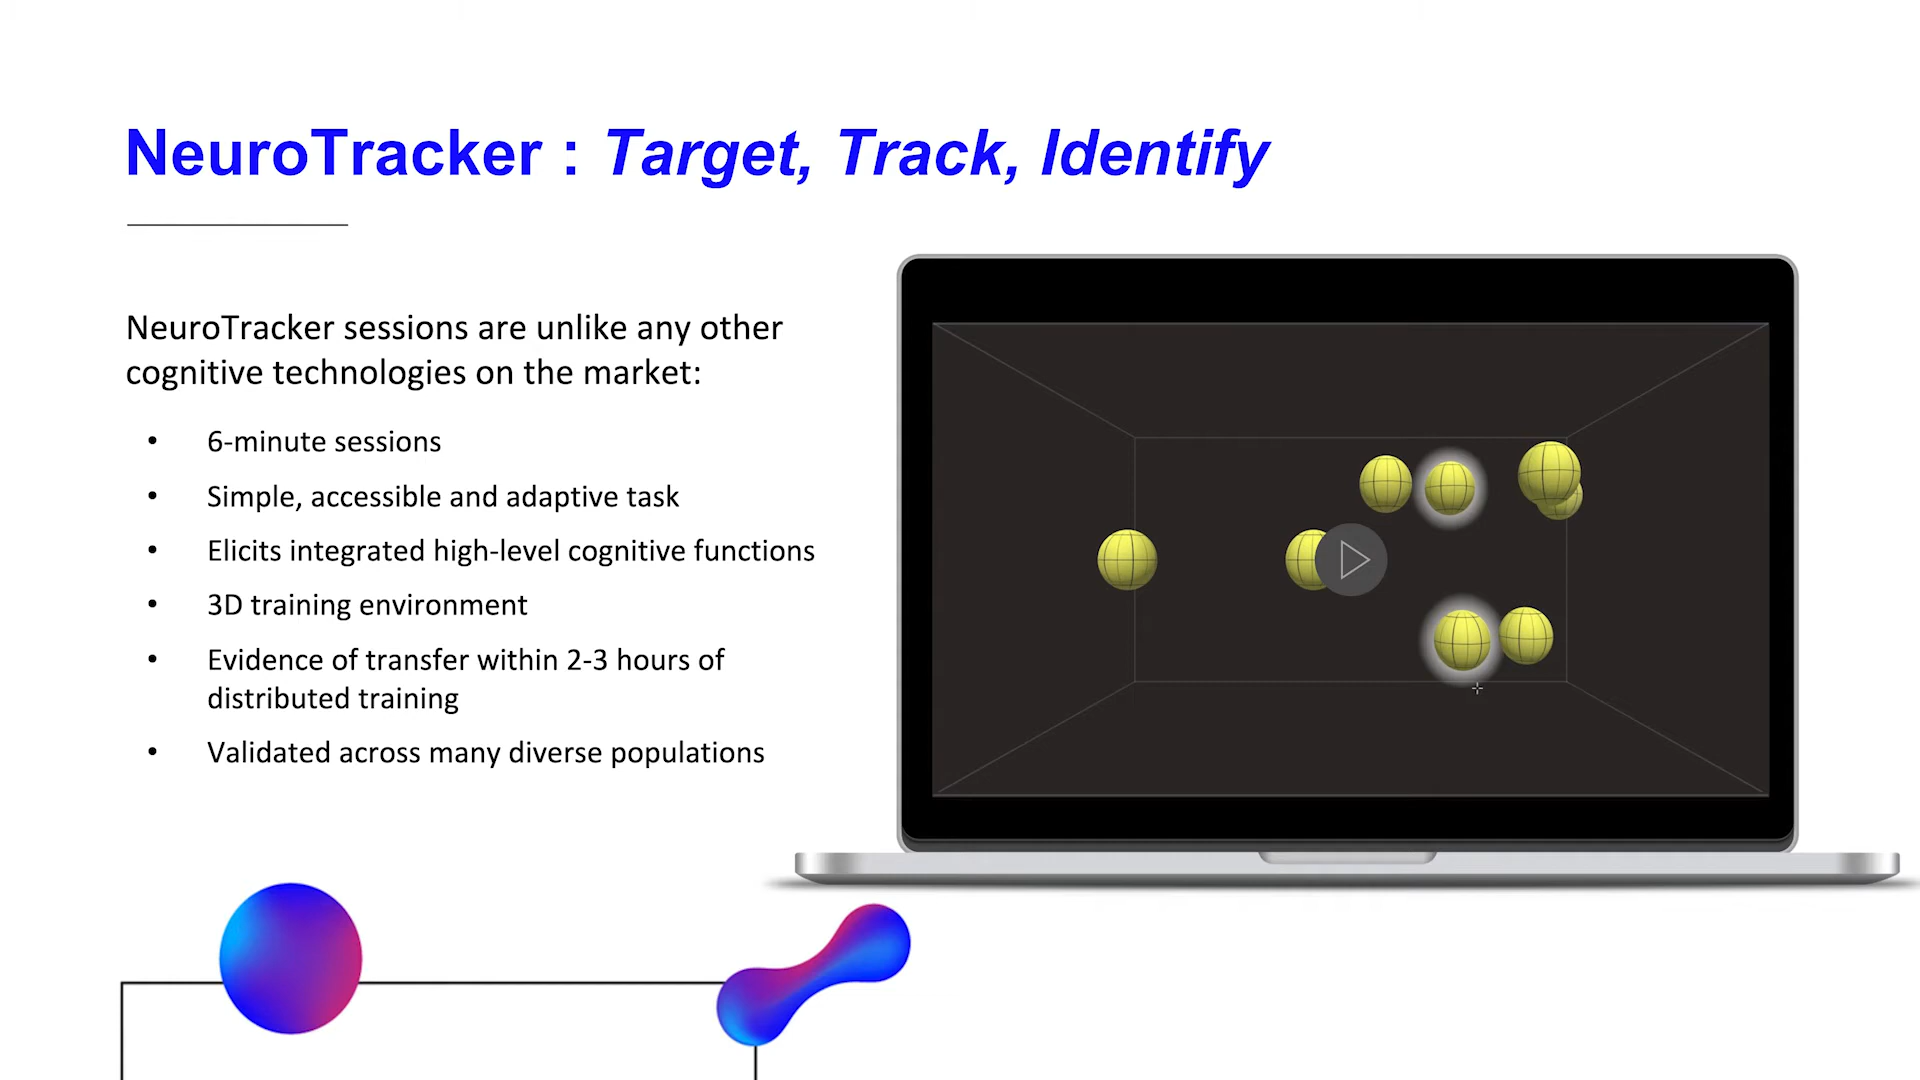 NeuroTracker : Target, Track, Identify
NeuroTracker sessions are unlike any other
cognitive technologies on the market:
• 6-minute sessions
• Simple, accessible and adaptive task
• Elicits integrated high-level cognitive functions
• 3D training environment
• Evidence of transfer within 2-3 hours of
distributed training
• Validated across many diverse populations